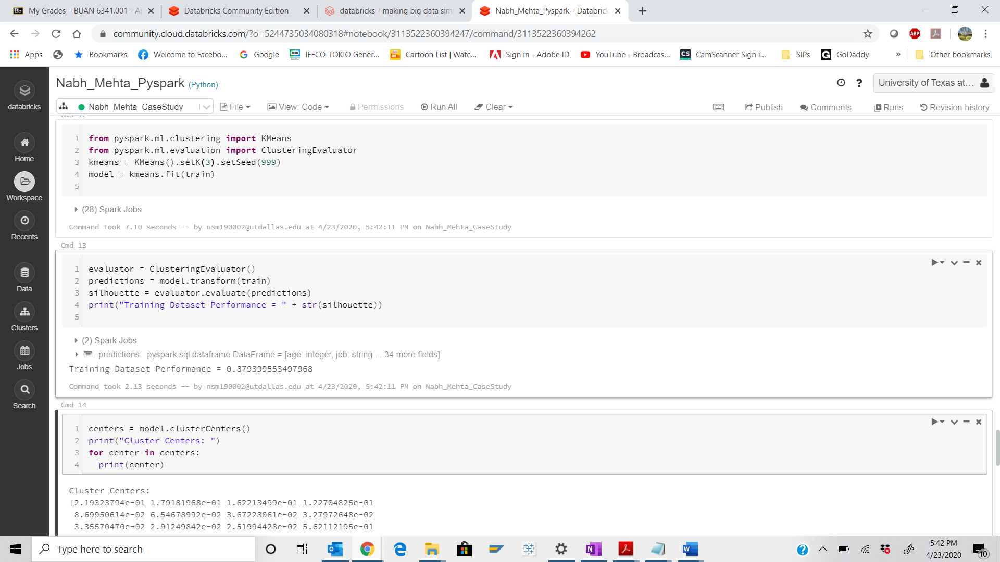 My Grades – BUAN 6341.001 - Ap
Databricks Community Edition
databricks - making big data sim
Nabh_Mehta_Pyspark - Databrick
community.cloud.databricks.com/?o=5244735034080318#notebook/3113522360394247/command/3113522360394262
ABP
Apps
Bookmarks
Welcome to Facebo...
Google
IFFCO-TOKIO Gener...
Cartoon List | Watc...
Sign in - Adobe ID
YouTube - Broadcas...
CS
CamScanner Sign i...
SIPs
GoDaddy
»
Other bookmarks
databricks
Home
Workspace
Recents
Data
Clusters
Jobs
Search
Nabh_Mehta_Pyspark (Python)
?
University of Texas at...
Nabh_Mehta_CaseStudy
File
View: Code
Permissions
Run All
Clear
Publish
Comments
Runs
Revision history
Cmd 12
1 from pyspark.ml.clustering import KMeans
2 from pyspark.ml.evaluation import ClusteringEvaluator
3 kmeans = KMeans().setK(3).setSeed(999)
4 model = kmeans.fit(train)
5
(28) Spark Jobs
Command took 7.10 seconds -- by nsm190002@utdallas.edu at 4/23/2020, 5:42:11 PM on Nabh_Mehta_CaseStudy
Cmd 13
1 evaluator = ClusteringEvaluator()
2 predictions = model.transform(train)
3 silhouette = evaluator.evaluate(predictions)
4 print("Training Dataset Performance = " + str(silhouette))
5
(2) Spark Jobs
predictions: pyspark.sql.dataframe.DataFrame = [age: integer, job: string ... 34 more fields]
Training Dataset Performance = 0.879399553497968
Command took 2.13 seconds -- by nsm190002@utdallas.edu at 4/23/2020, 5:42:11 PM on Nabh_Mehta_CaseStudy
Cmd 14
1 centers = model.clusterCenters()
2 print("Cluster Centers: ")
3 for center in centers:
4 print(center)
Cluster Centers:
[2.19323794e-01 1.79181968e-01 1.62213499e-01 1.22704825e-01
8.69950614e-02 6.54678992e-02 3.67228061e-02 3.27972648e-02
3.35570470e-02 2.91249842e-02 2.51994428e-02 5.62112195e-01
Type here to search
5:42 PM
4/23/2020
10